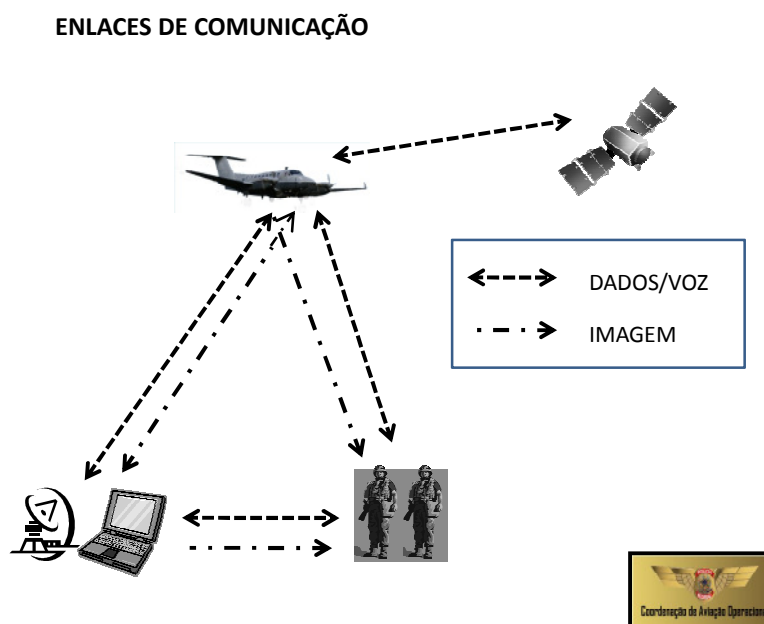 ENLACES DE COMUNICAÇÃO
DADOS/VOZ
IMAGEM
Coordenação de Aviação Operacional